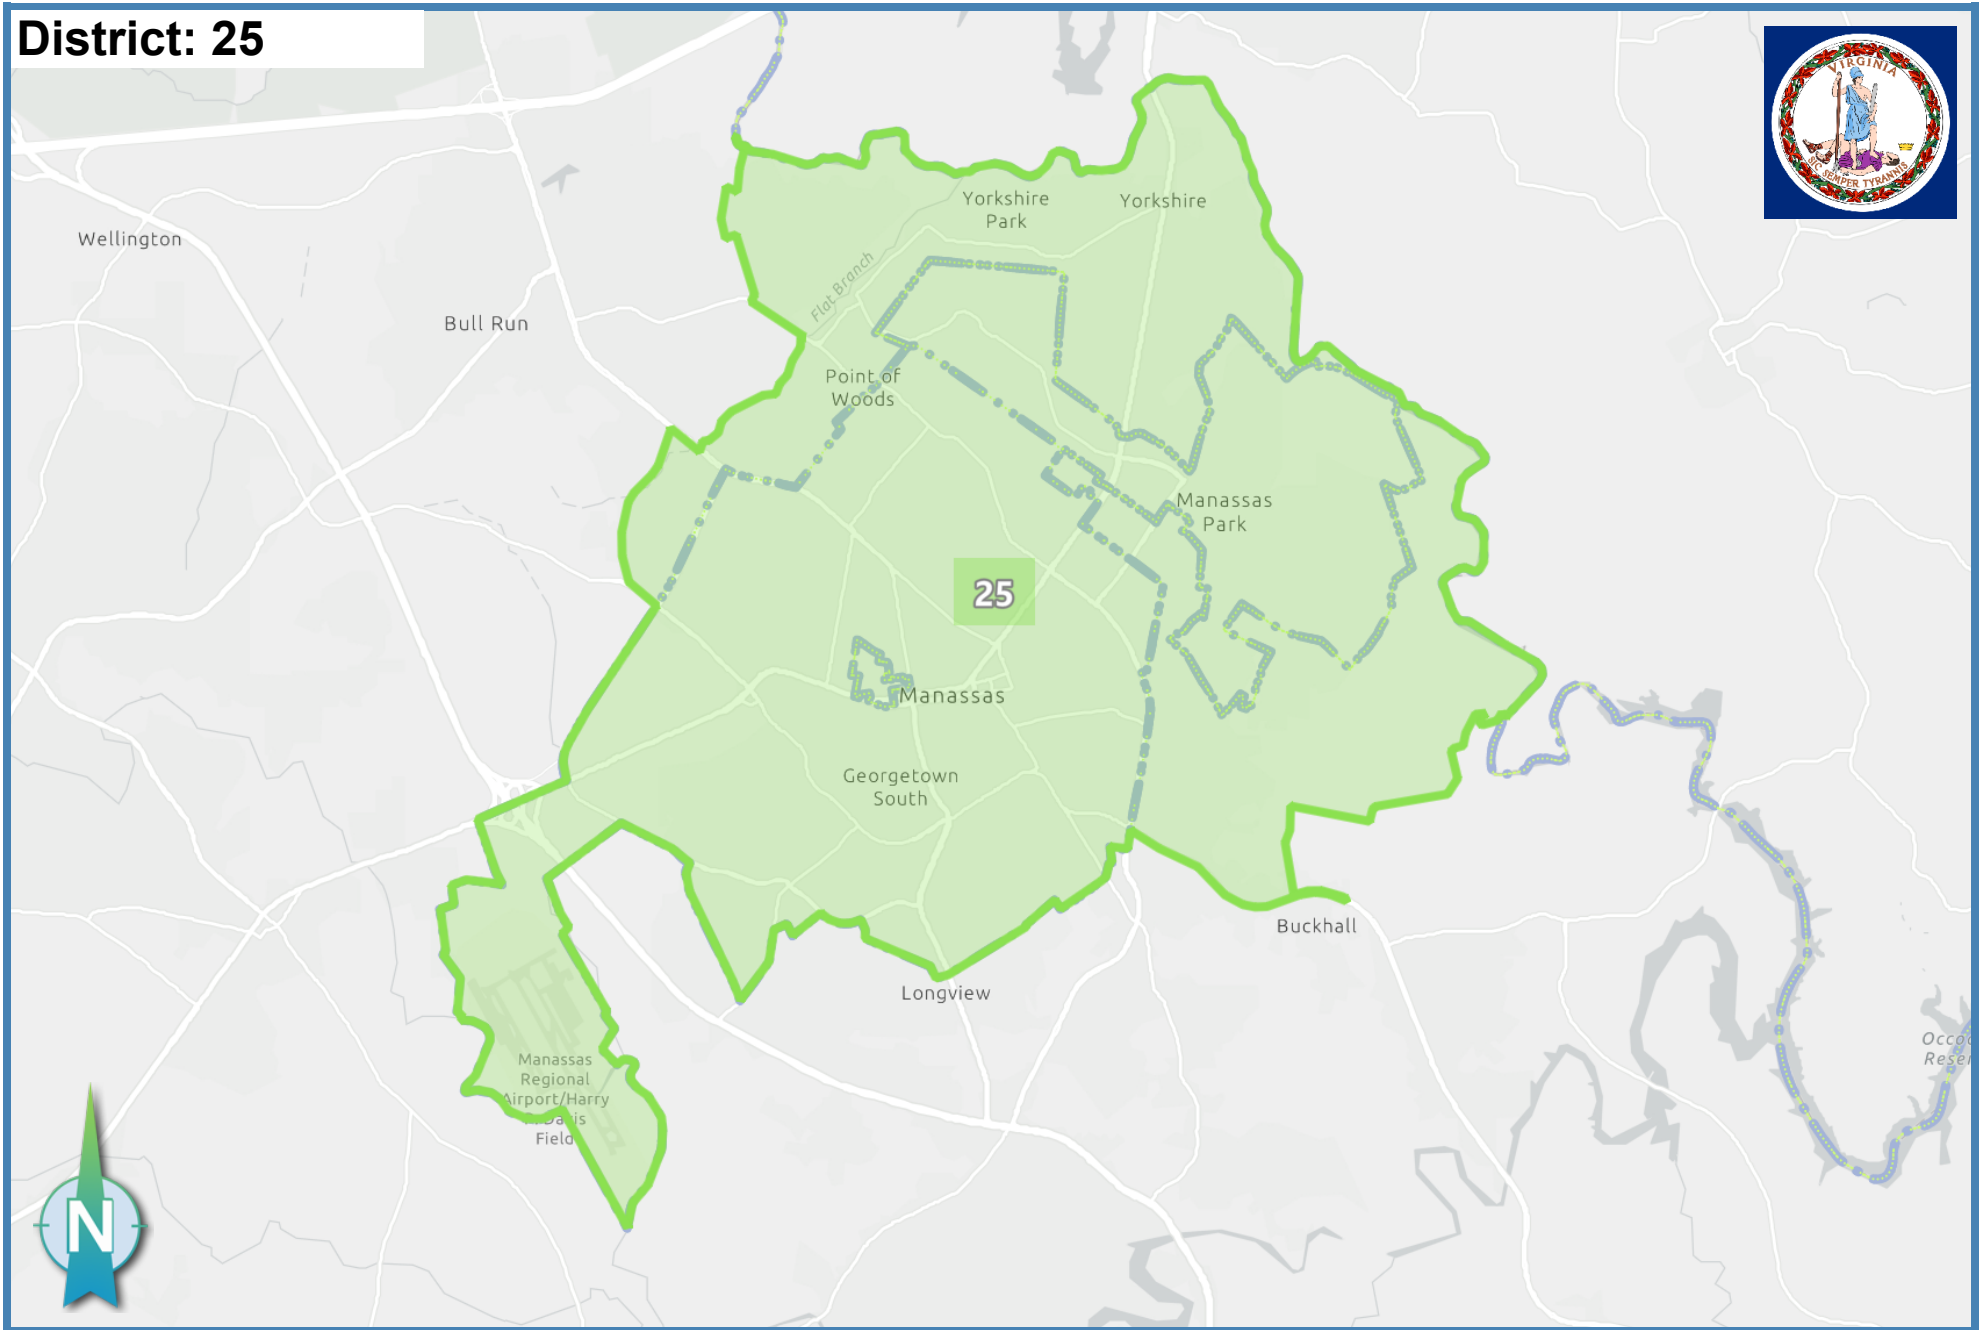 District: 25
VIRGINIA
SIC SEMPER TYRANNIS
Yorkshire
Park
Yorkshire
Wellington
Flat Branch
Bull Run
Point of
Woods
Manassas
Park
25
Manassas
Georgetown
South
Buckhall
Longview
Manassas
Regional
Airport/Harry
Davis
Field
N